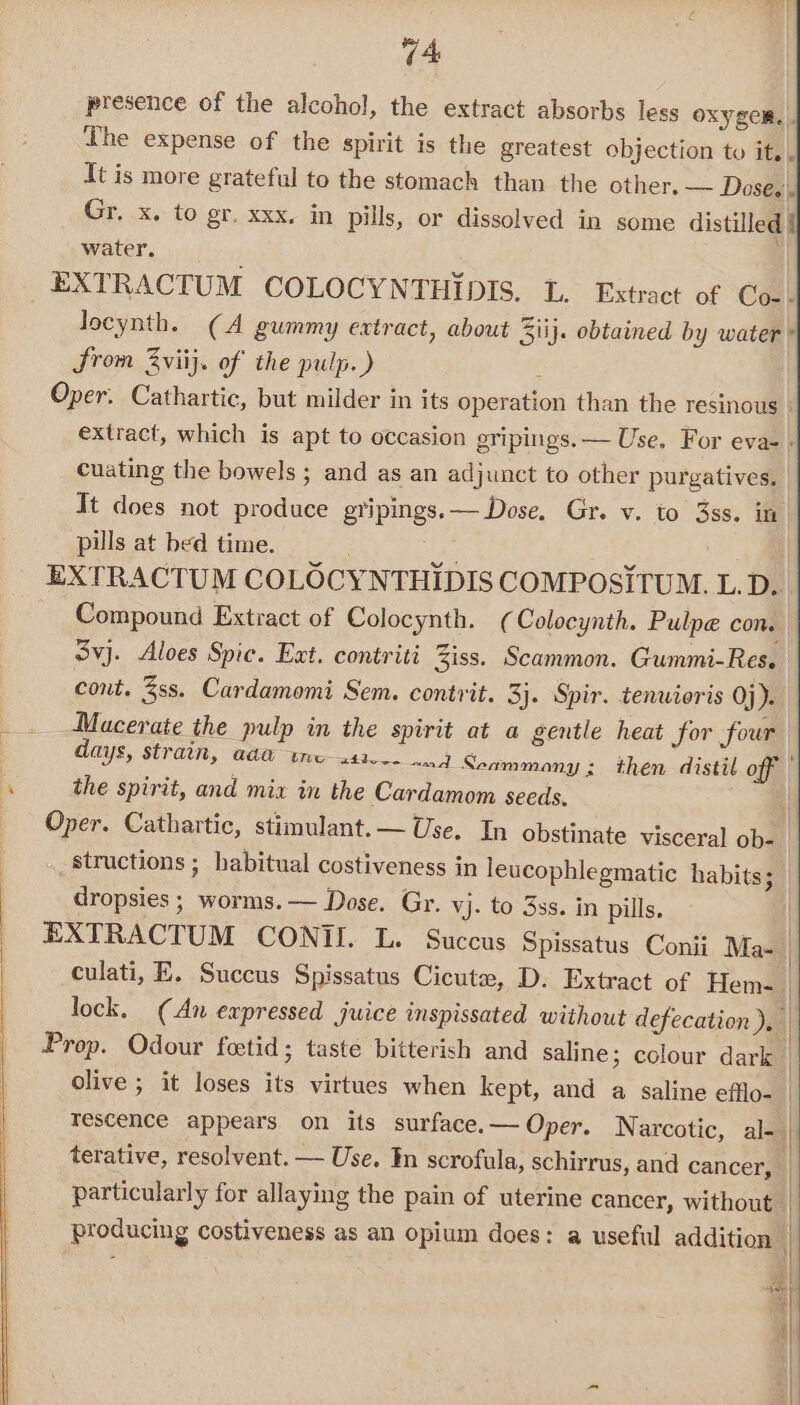 74
presence of the alcohol, the extract absorbs less oxygen.
The expense of the spirit is the greatest objection to it.
It is more grateful to the stomach than the other. — Dose.
Gr. x. to gr. xxx. in pills, or dissolved in some distilled
water.
EXTRACTUM COLOCYNTHĬDIS. L. Extract of Co-
locynth. (A gummy extract, about ℥iij. obtained by water
from ℥viij. of the pulp.)
Oper. Cathartic, but milder in its operation than the resinous
extract, which is apt to occasion gripings. — Use. For eva-
cuating the bowels; and as an adjunct to other purgatives.
It does not produce gripings. — Dose. Gr. v. to ʒss. in
pills at bed time.
EXTRACTUM COLŎCYNTHĬDIS COMPOSĬTUM. L. D.
Compound Extract of Colocynth. (Colocynth. Pulpæ con.
ʒvj. Aloes Spic. Ext. contriti ℥iss. Scammon. Gummi-Res.
cont. ℥ss. Cardamomi Sem. contrit. ʒj. Spir. tenuioris Oj).
Macerate the pulp in the spirit at a gentle heat for four
days, strain, add and Scammony; then distil off
the spirit, and mix in the Cardamom seeds.
Oper. Cathartic, stimulant. — Use. In obstinate visceral ob-
structions; habitual costiveness in leucophlegmatic habits;
dropsies; worms. — Dose. Gr. vj. to ʒss. in pills.
EXTRACTUM CONII. L. Succus Spissatus Conii Ma-
culati, E. Succus Spissatus Cicutæ, D. Extract of Hem-
lock. (An expressed juice inspissated without defecation).
Prop. Odour fœtid; taste bitterish and saline; colour dark
olive; it loses its virtues when kept, and a saline efflo-
rescence appears on its surface. — Oper. Narcotic, al-
terative, resolvent. — Use. In scrofula, schirrus, and cancer,
particularly for allaying the pain of uterine cancer, without
producing costiveness as an opium does: a useful addition